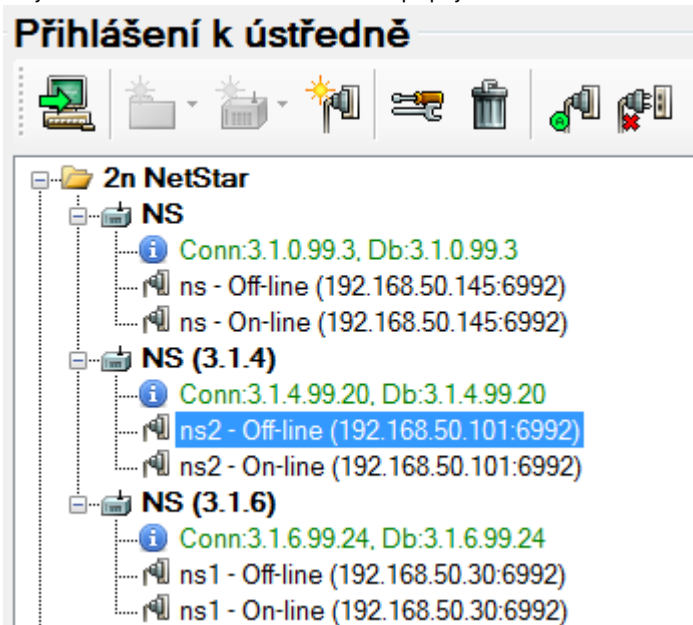 Přihlášení k ústředně
2n NetStar
NS
Conn:3.1.0.99.3, Db:3.1.0.99.3
ns - Off-line (192.168.50.145:6992)
ns - On-line (192.168.50.145:6992)
NS (3.1.4)
Conn:3.1.4.99.20, Db:3.1.4.99.20
ns2 - Off-line (192.168.50.101:6992)
ns2 - On-line (192.168.50.101:6992)
NS (3.1.6)
Conn:3.1.6.99.24, Db:3.1.6.99.24
ns1 - Off-line (192.168.50.30:6992)
ns1 - On-line (192.168.50.30:6992)